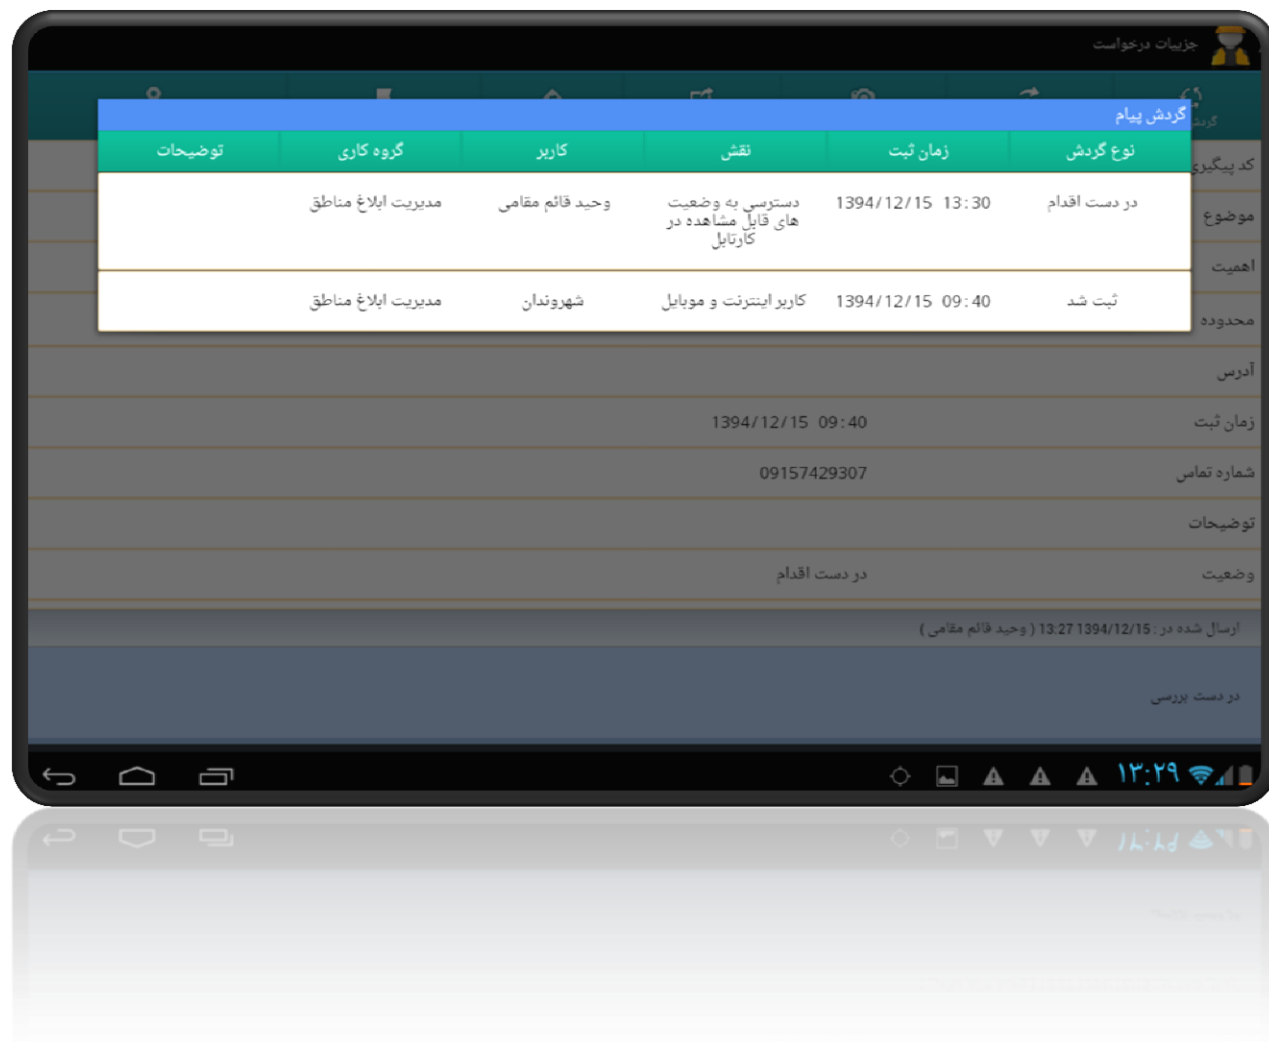 جزییات درخواست
گردش پیام
نوع گردش زمان ثبت نقش کاربر گروه کاری توضیحات
در دست اقدام 1394/12/15 13:30 دسترسی به وضعیت وحید قائم مقامی مدیریت ابلاغ مناطق
های قابل مشاهده در
کارتابل
ثبت شد 1394/12/15 09:40 کاربر اینترنت و موبایل شهروندان مدیریت ابلاغ مناطق
کد پیگیری
موضوع
اهمیت
محدوده
آدرس
زمان ثبت 1394/12/15 09:40
شماره تماس 09157429307
توضیحات
وضعیت در دست اقدام
ارسال شده در : 1394/12/15 13:27 ( وحید قائم مقامی )
در دست بررسی
۱۳:۲۹